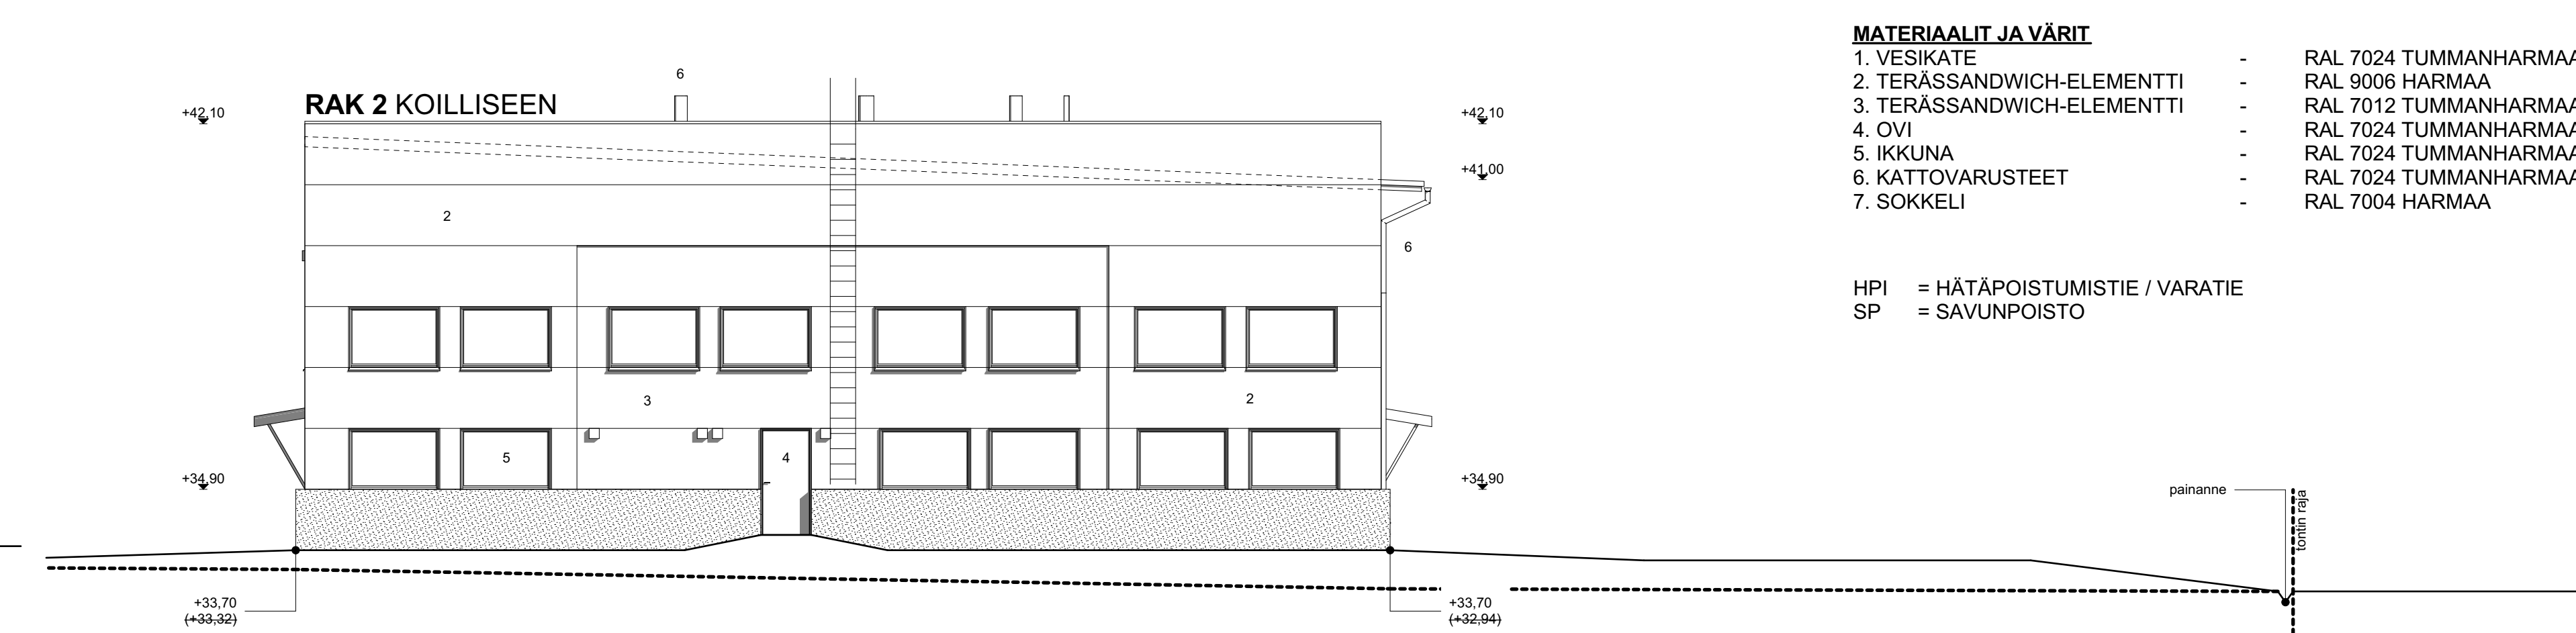 MATERIAALIT JA VÄRIT
1. VESIKATE - RAL 7024 TUMMANHARMAA
2. TERÄSSANDWICH-ELEMENTTI - RAL 9006 HARMAA
3. TERÄSSANDWICH-ELEMENTTI - RAL 7012 TUMMANHARMAA
4. OVI - RAL 7024 TUMMANHARMAA
5. IKKUNA - RAL 7024 TUMMANHARMAA
6. KATTOVARUSTEET - RAL 7024 TUMMANHARMAA
7. SOKKELI - RAL 7004 HARMAA
HPI = HÄTÄPOISTUMISTIE / VARATIE
SP = SAVUNPOISTO
RAK 2 KOILLISEEN
6
+42,10
+42,10
+41,00
2
6
3
2
5
4
+34,90
+34,90
painanne
tontin raja
+33,70
(+33,32)
+33,70
(+32,94)